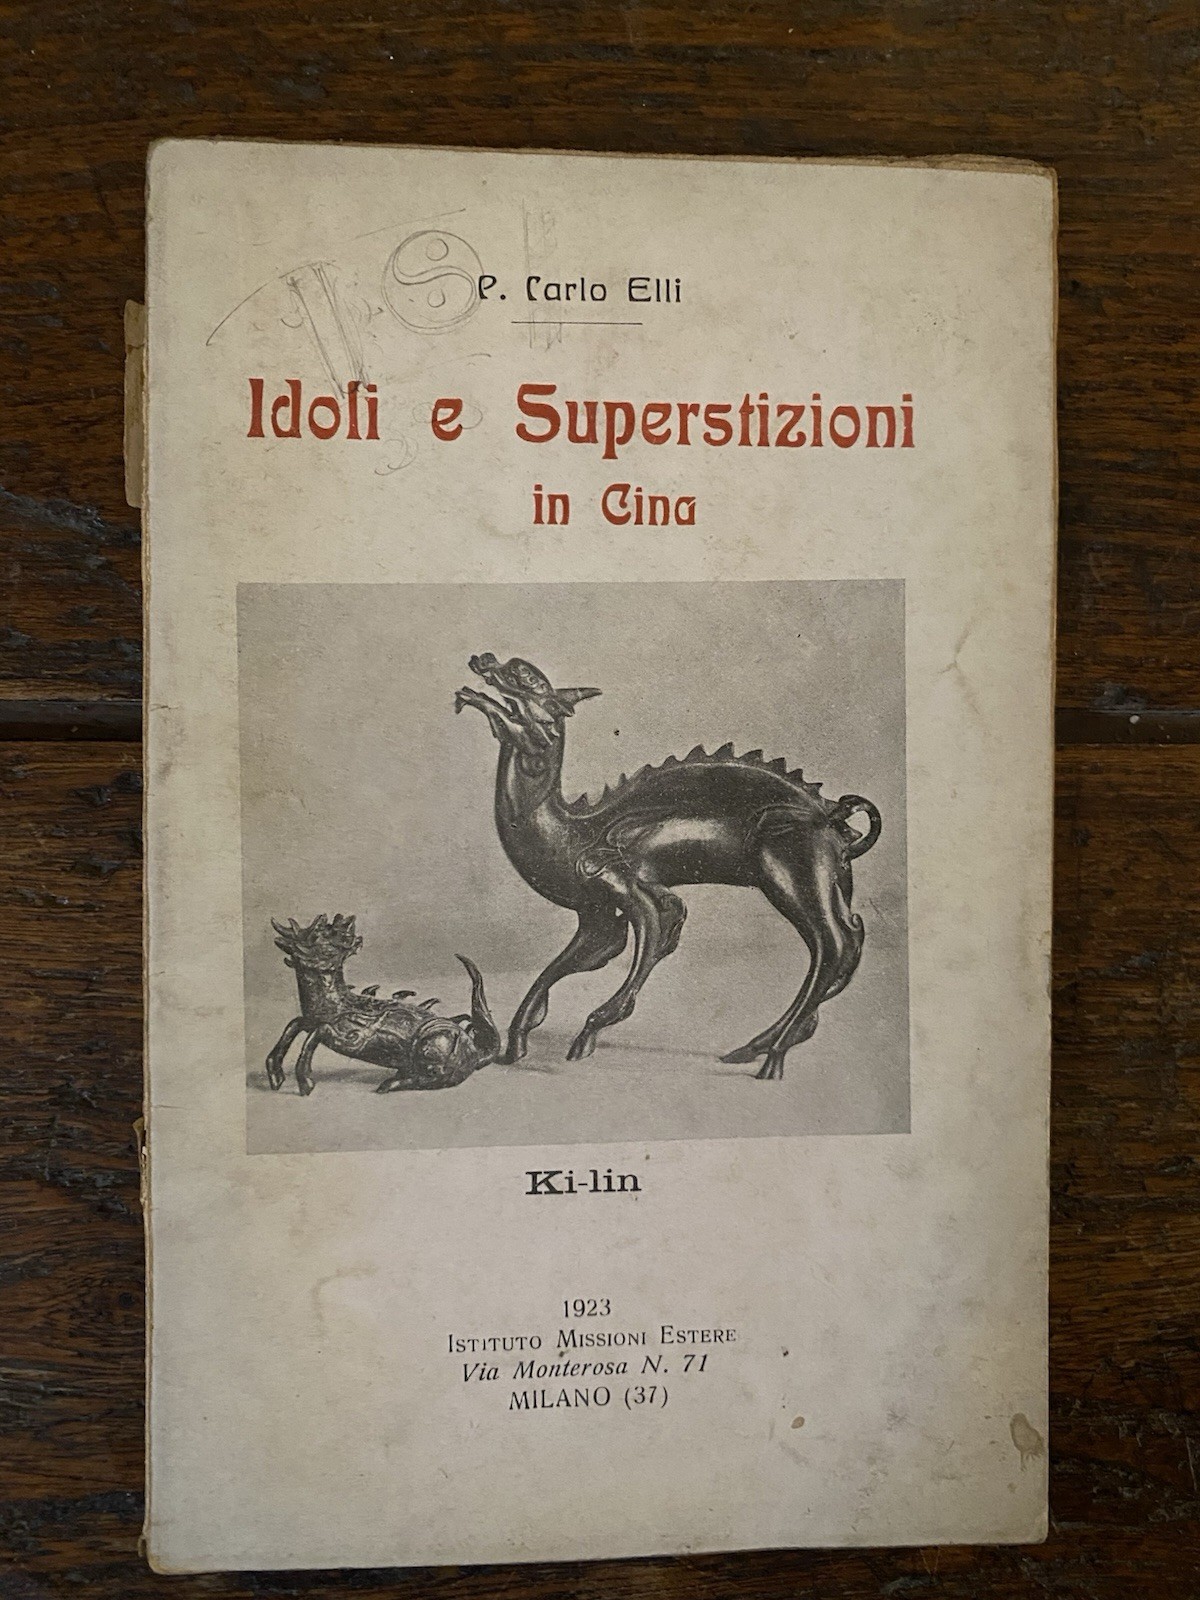 P. Carlo Elli
Idoli e Superstizioni
in Cina
Ki-lin
1923
ISTITUTO MISSIONI ESTERE
Via Monterosa N. 71
MILANO (37)